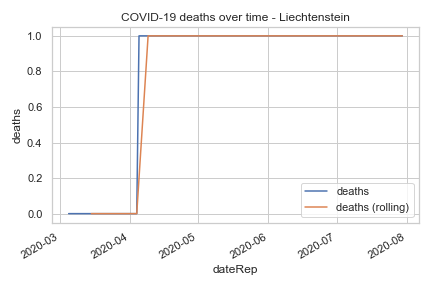 COVID-19 deaths over time - Liechtenstein
1.0
0.8
0.6
0.4
0.2
0.0
deaths
deaths
deaths (rolling)
2020-03
2020-04
2020-05
2020-06
2020-07
2020-08
dateRep